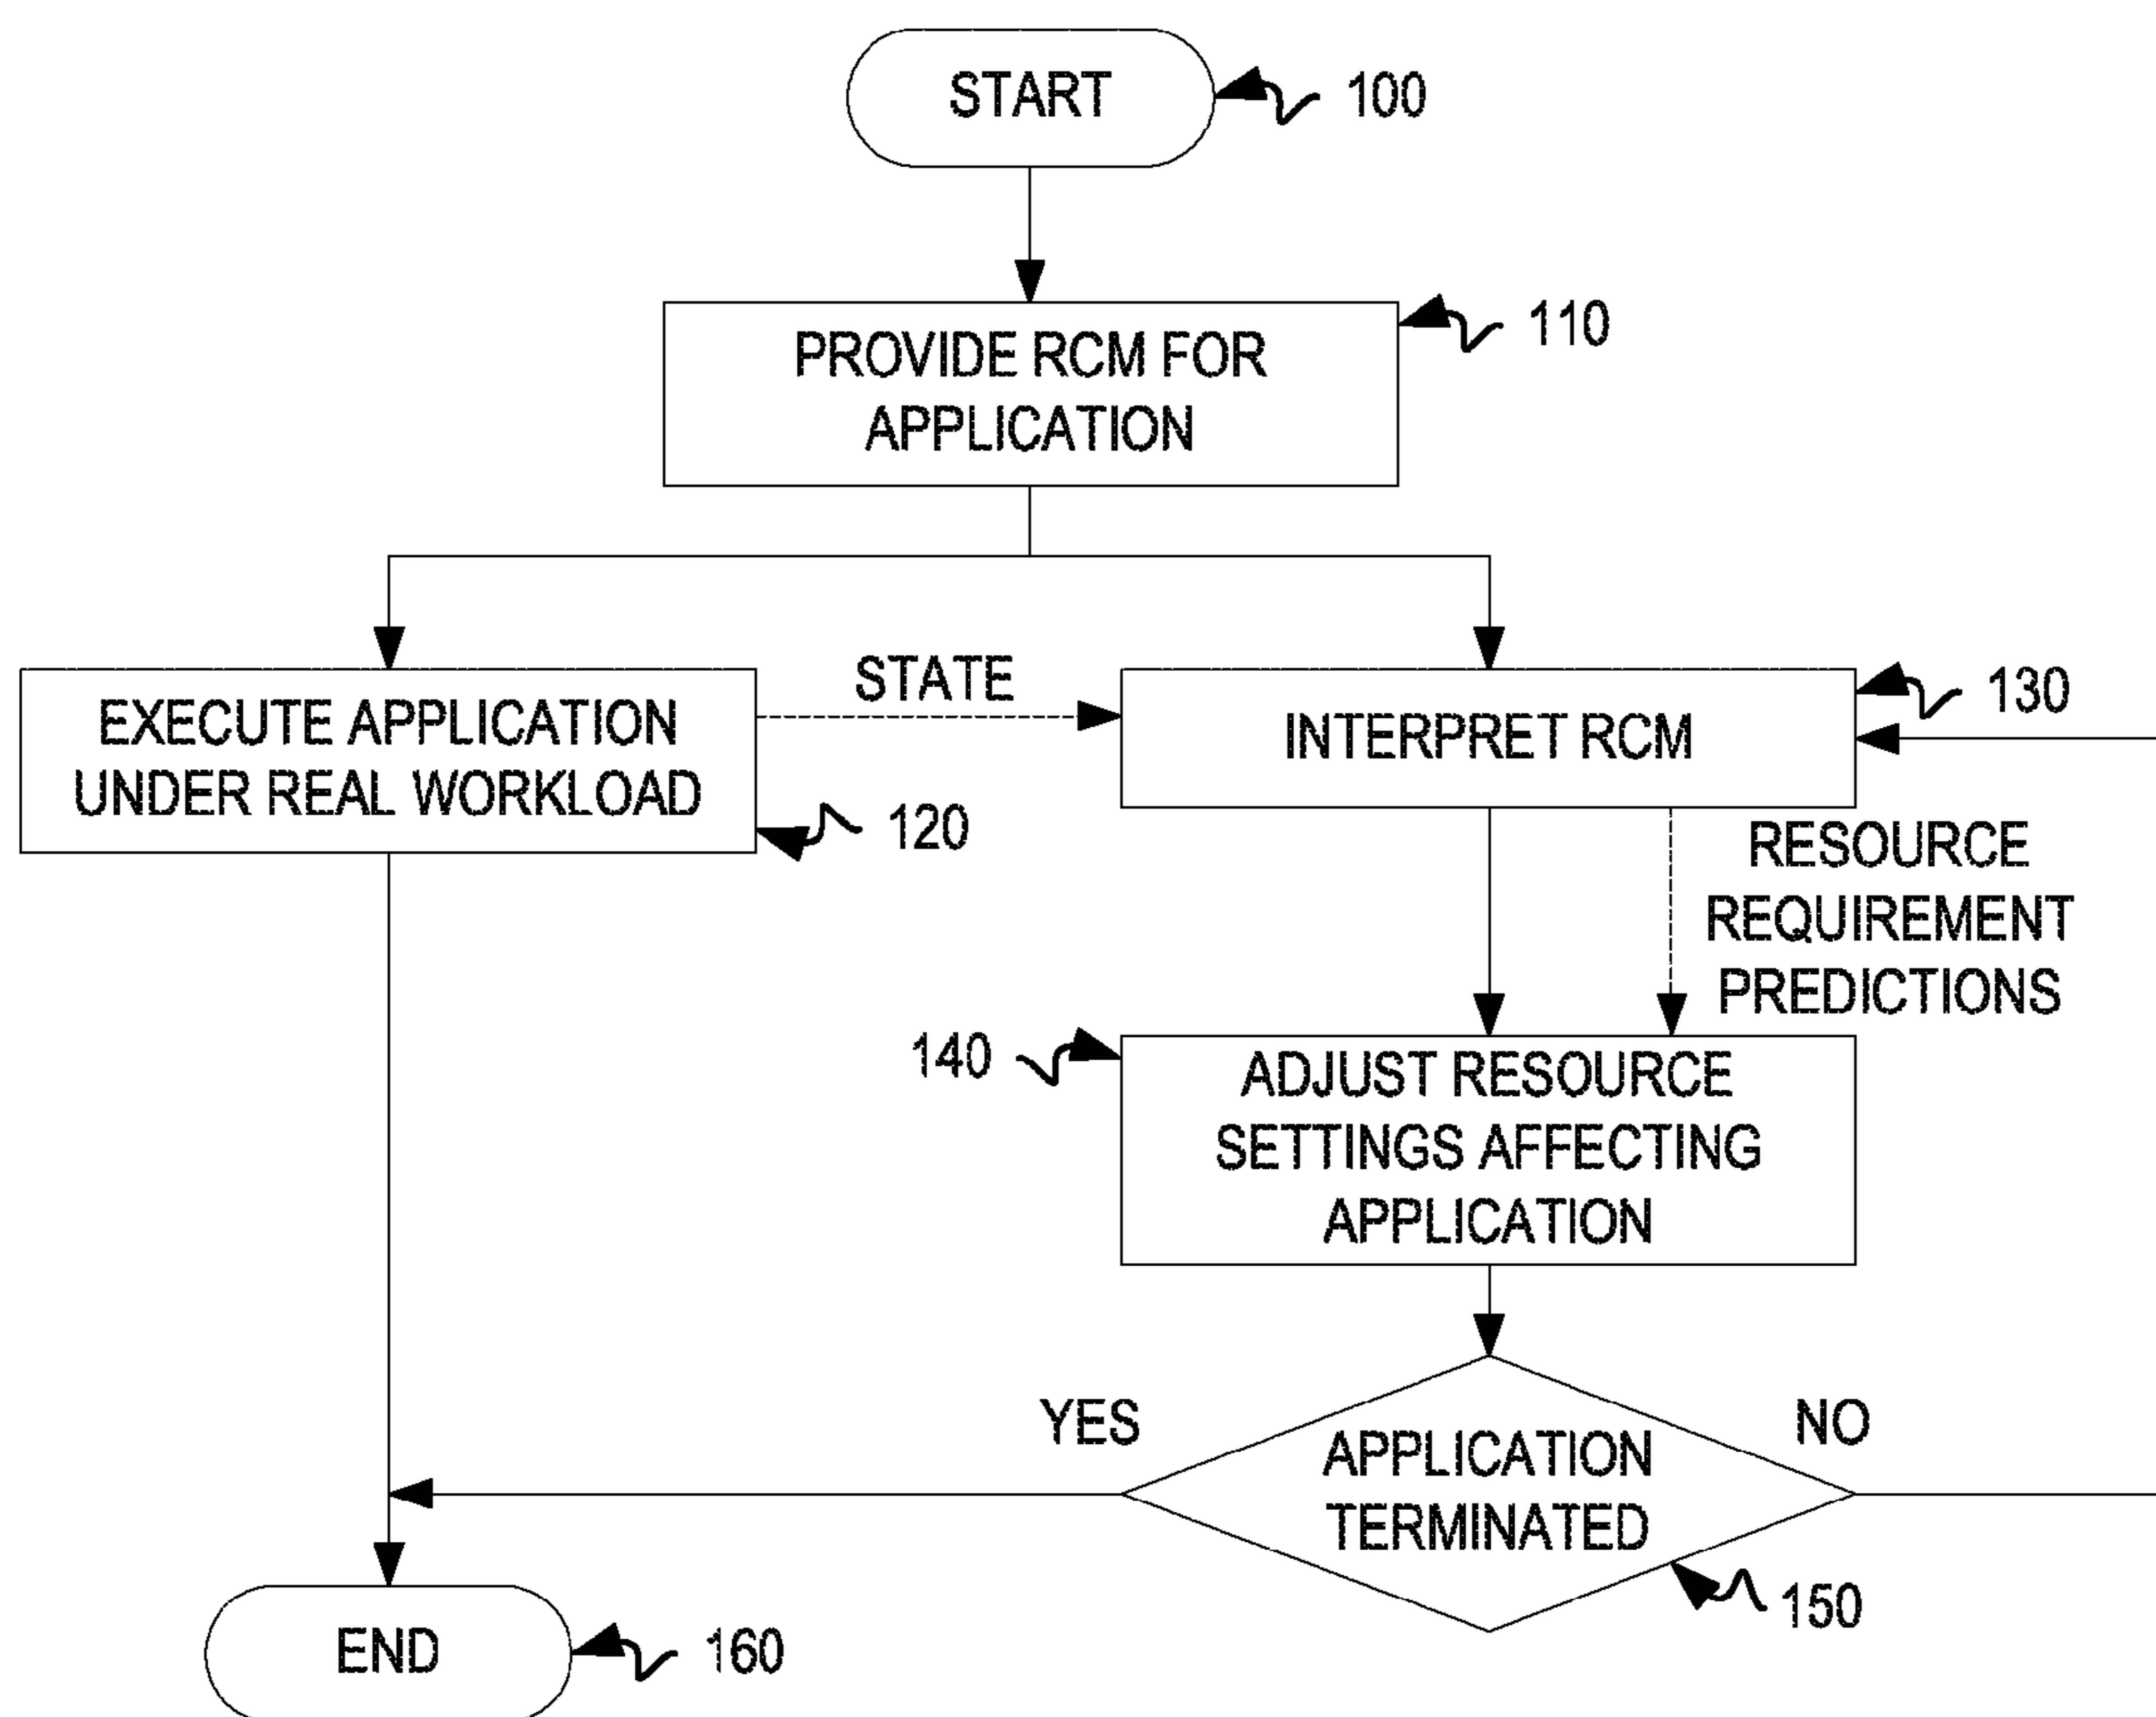 START
100
PROVIDE RCM FOR
APPLICATION
110
EXECUTE APPLICATION
UNDER REAL WORKLOAD
120
STATE
INTERPRET RCM
130
RESOURCE
REQUIREMENT
PREDICTIONS
140
ADJUST RESOURCE
SETTINGS AFFECTING
APPLICATION
YES
APPLICATION
TERMINATED
NO
150
END
160